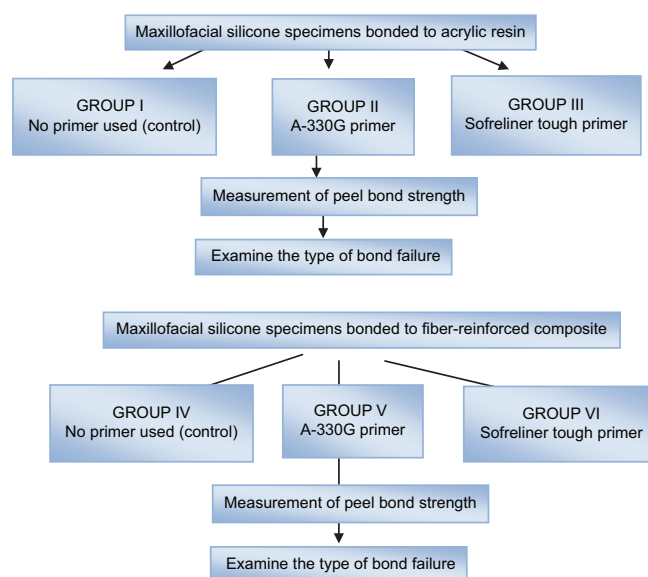 Maxillofacial silicone specimens bonded to acrylic resin
GROUP I
No primer used (control)
GROUP II
A-330G primer
GROUP III
Sofreliner tough primer
Measurement of peel bond strength
Examine the type of bond failure
Maxillofacial silicone specimens bonded to fiber-reinforced composite
GROUP IV
No primer used (control)
GROUP V
A-330G primer
GROUP VI
Sofreliner tough primer
Measurement of peel bond strength
Examine the type of bond failure